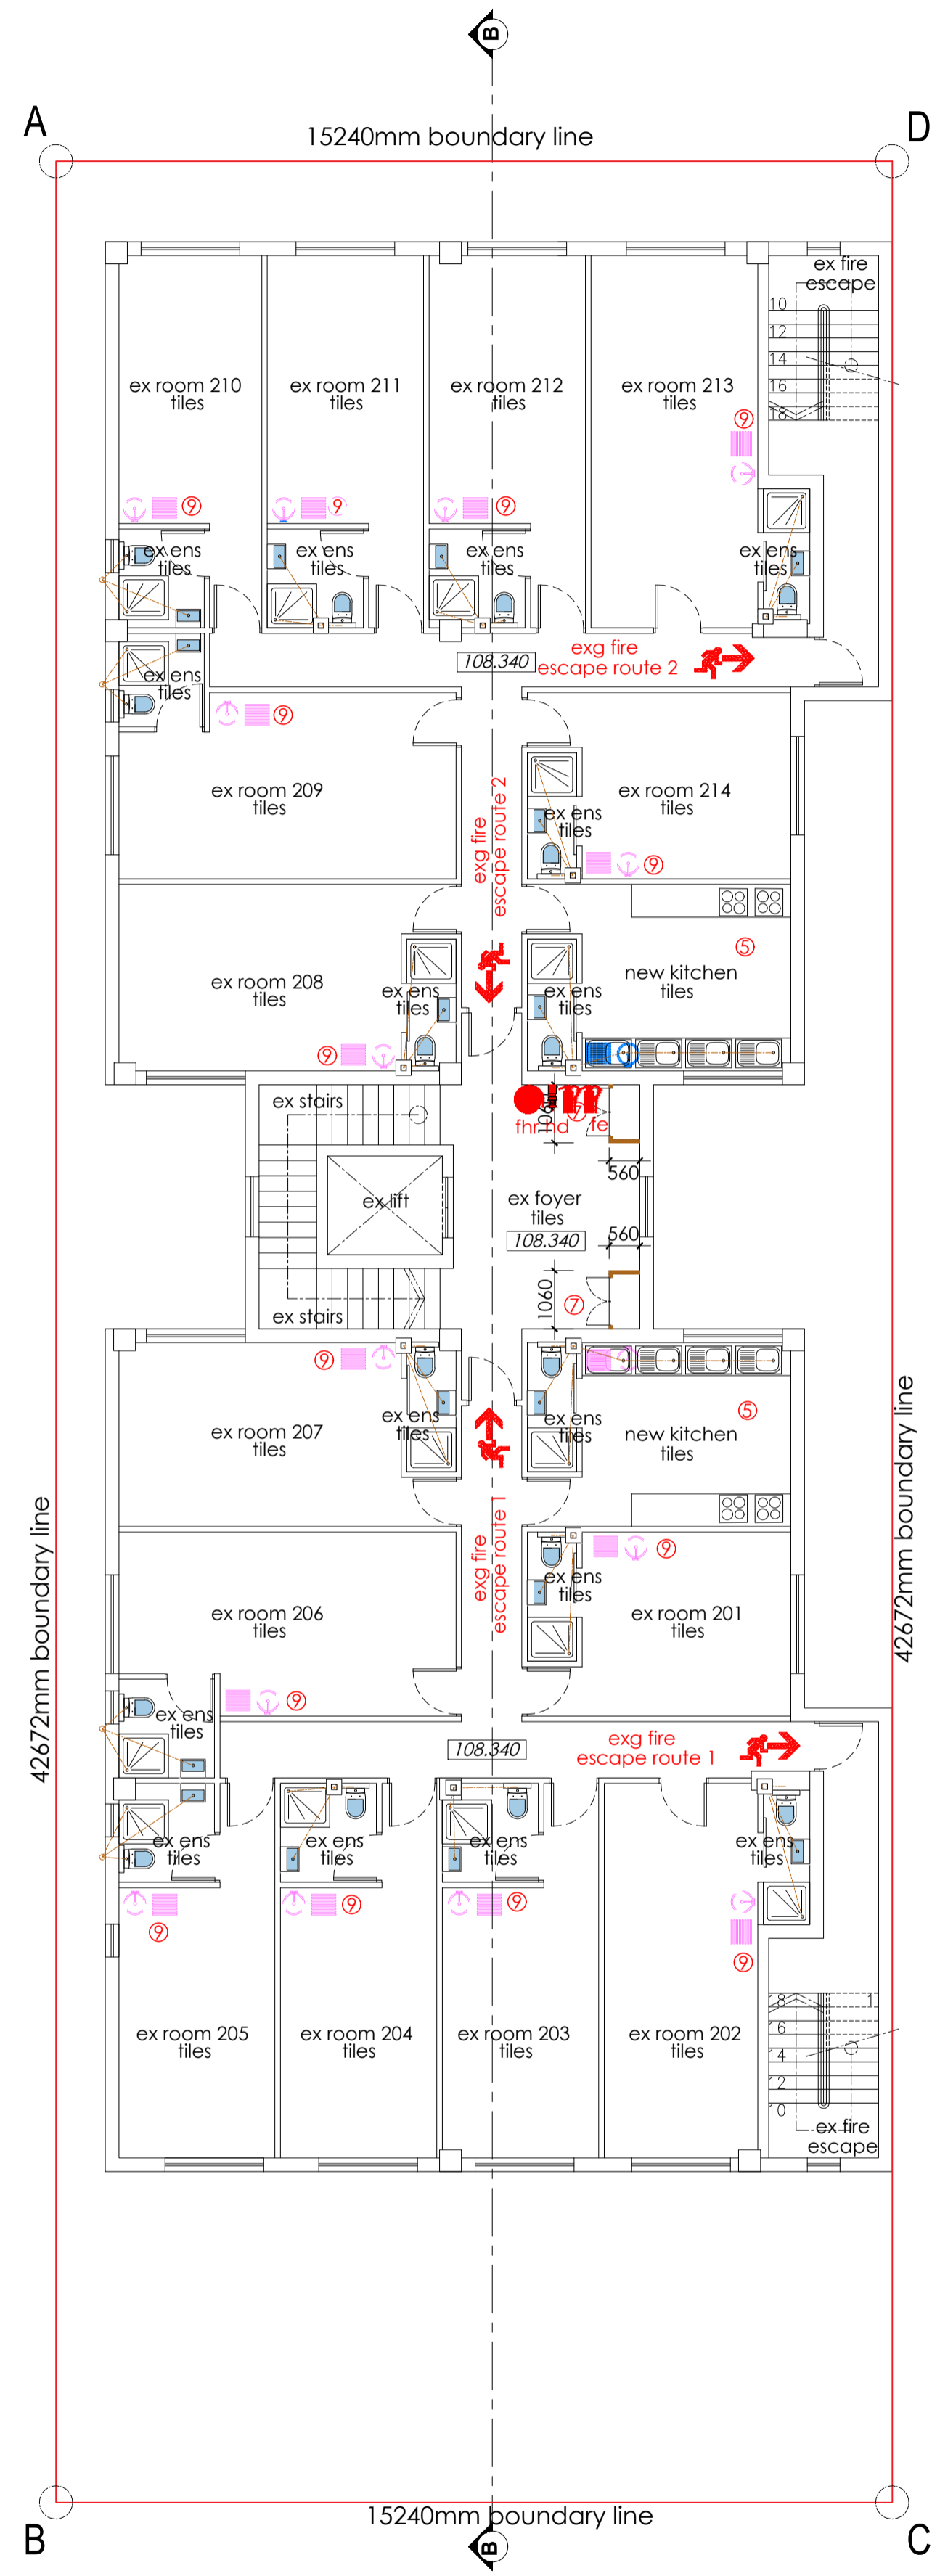 B
A
D
15240mm boundary line
ex fire
escape
10
12
14
16
18
ex room 210
tiles
ex room 211
tiles
ex room 212
tiles
ex room 213
tiles
9
9
9
9
ex ens
tiles
ex ens
tiles
ex ens
tiles
ex ens
tiles
108.340
exg fire
escape route 2
ex ens
tiles
9
ex room 209
tiles
exg fire
escape route 2
ex room 214
tiles
ex ens
tiles
9
ex room 208
tiles
ex ens
tiles
9
ex ens
tiles
new kitchen
tiles
5
ex stairs
fhr
hd
fe
7
1060
560
ex lift
ex foyer
tiles
108.340
560
1060
7
ex stairs
9
ex room 207
tiles
ex ens
tiles
ex ens
tiles
new kitchen
tiles
5
42672mm boundary line
42672mm boundary line
exg fire
escape route 1
ex room 206
tiles
9
ex ens
tiles
9
ex room 201
tiles
ex ens
tiles
108.340
exg fire
escape route 1
ex ens
tiles
ex ens
tiles
ex ens
tiles
ex ens
tiles
9
9
9
9
ex room 205
tiles
ex room 204
tiles
ex room 203
tiles
ex room 202
tiles
18
1
16
14
12
10
ex fire
escape
15240mm boundary line
B
B
C